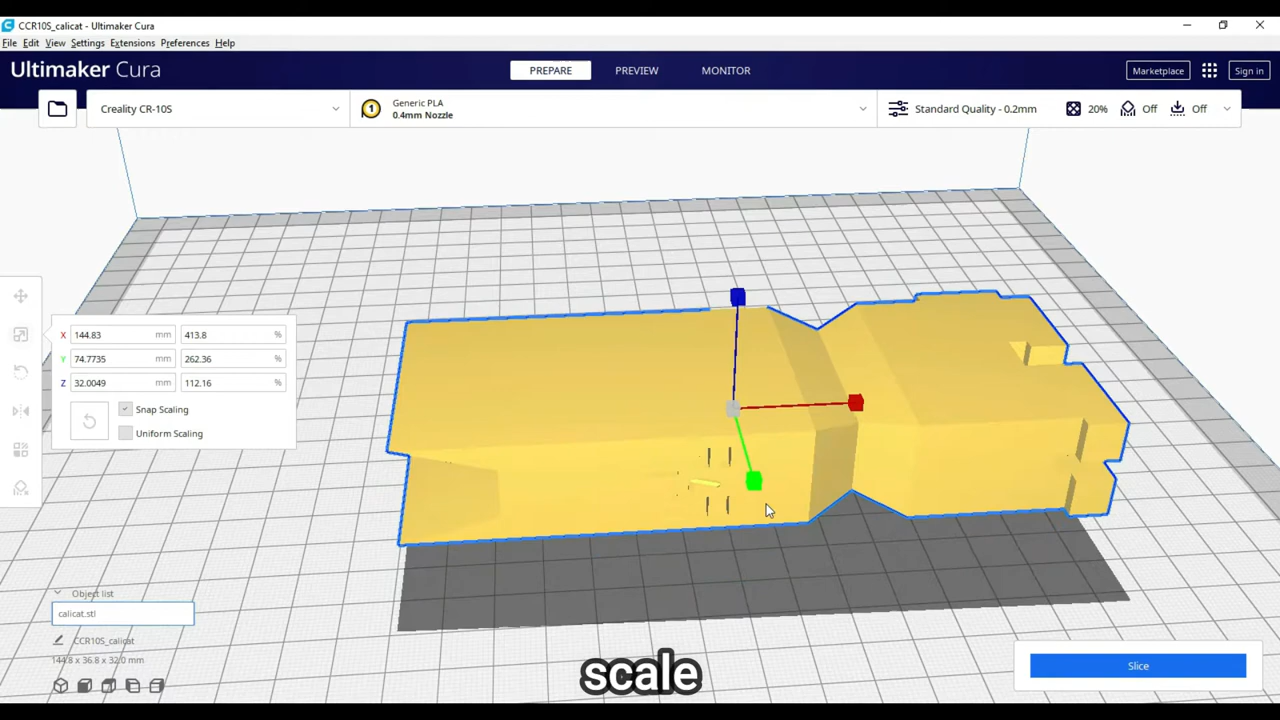 CCR10S_calicat - Ultimaker Cura
File Edit View Settings Extensions Preferences Help
Ultimaker Cura
PREPARE PREVIEW MONITOR
Marketplace Sign in
Creality CR-10S
1 Generic PLA
0.4mm Nozzle
Standard Quality - 0.2mm 20% Off Off
X 144.83 mm 413.8 %
Y 74.7735 mm 262.36 %
Z 32.0049 mm 112.16 %
Snap Scaling
Uniform Scaling
Object list
calicat.stl
CCR10S_calicat
144.8 x 36.8 x 32.0 mm
Slice
scale